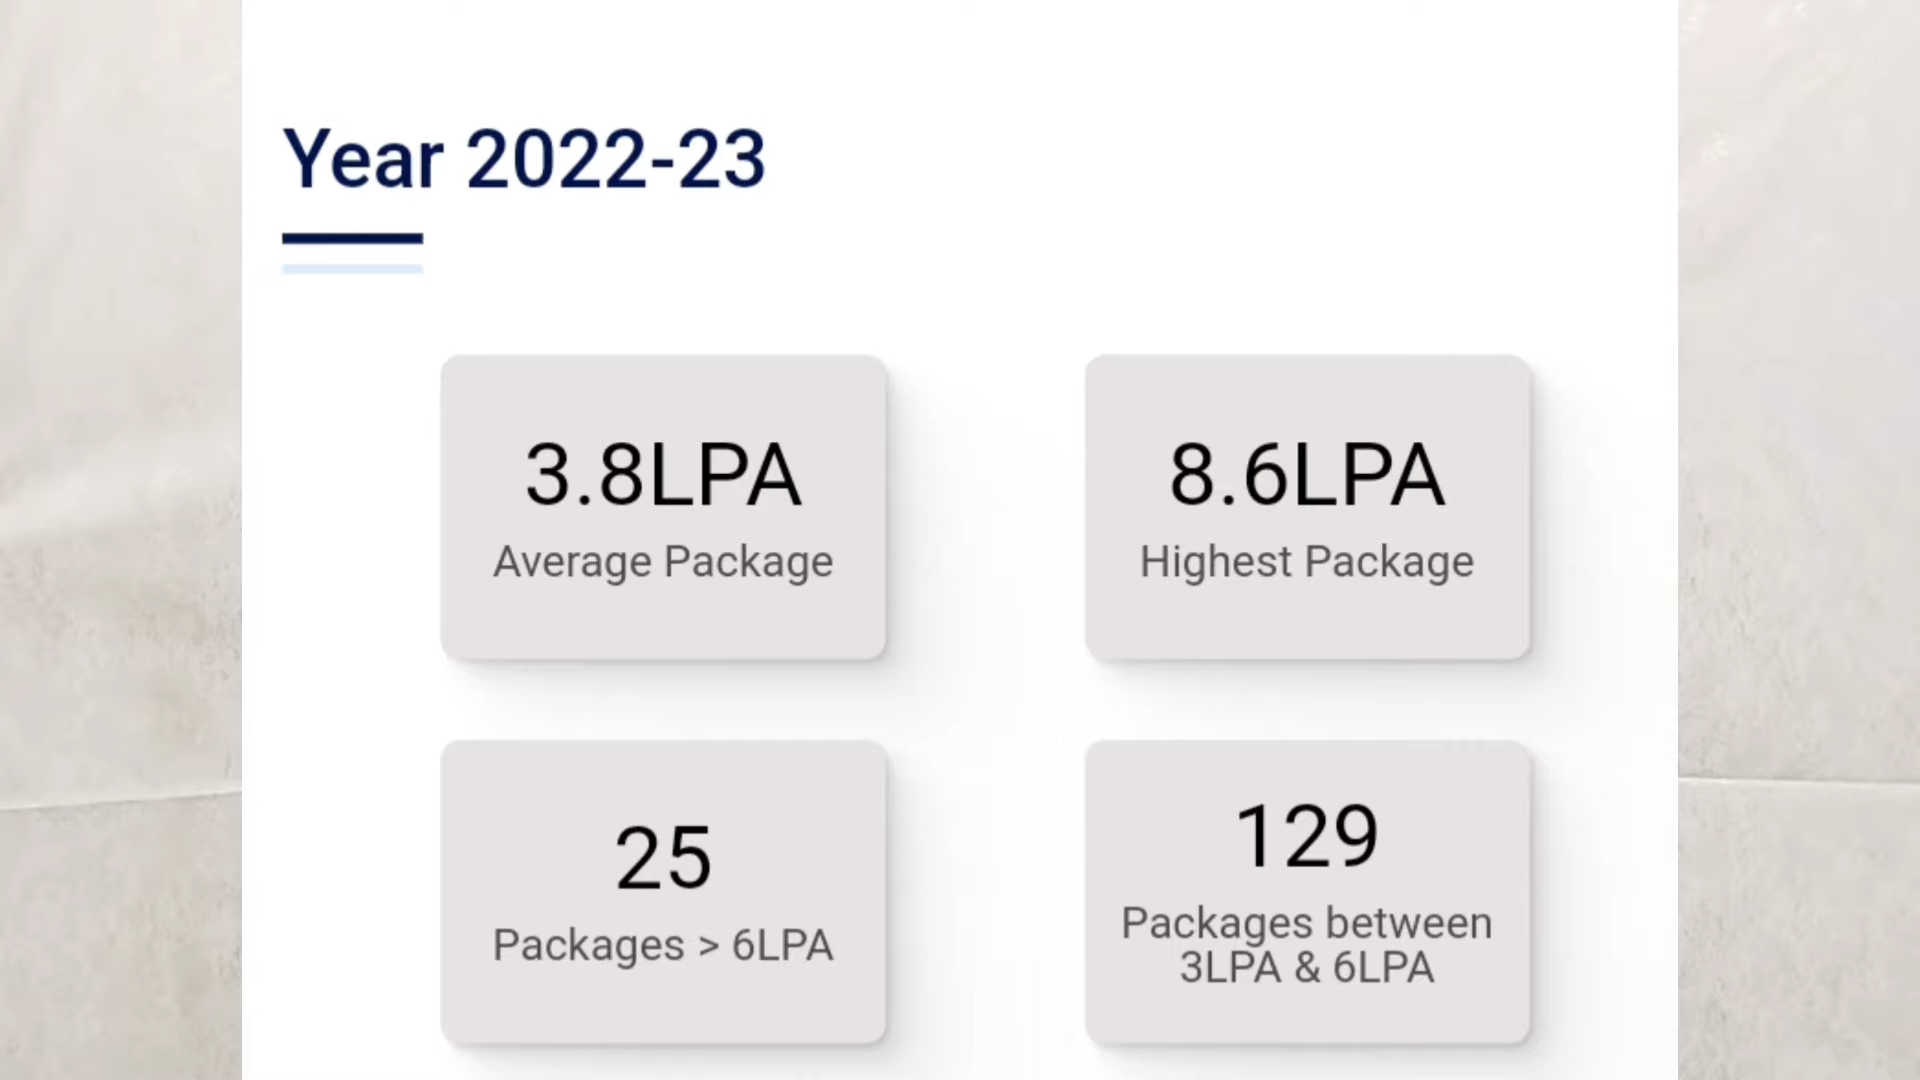 Year 2022-23
3.8LPA
Average Package
8.6LPA
Highest Package
25
Packages > 6LPA
129
Packages between
3LPA & 6LPA